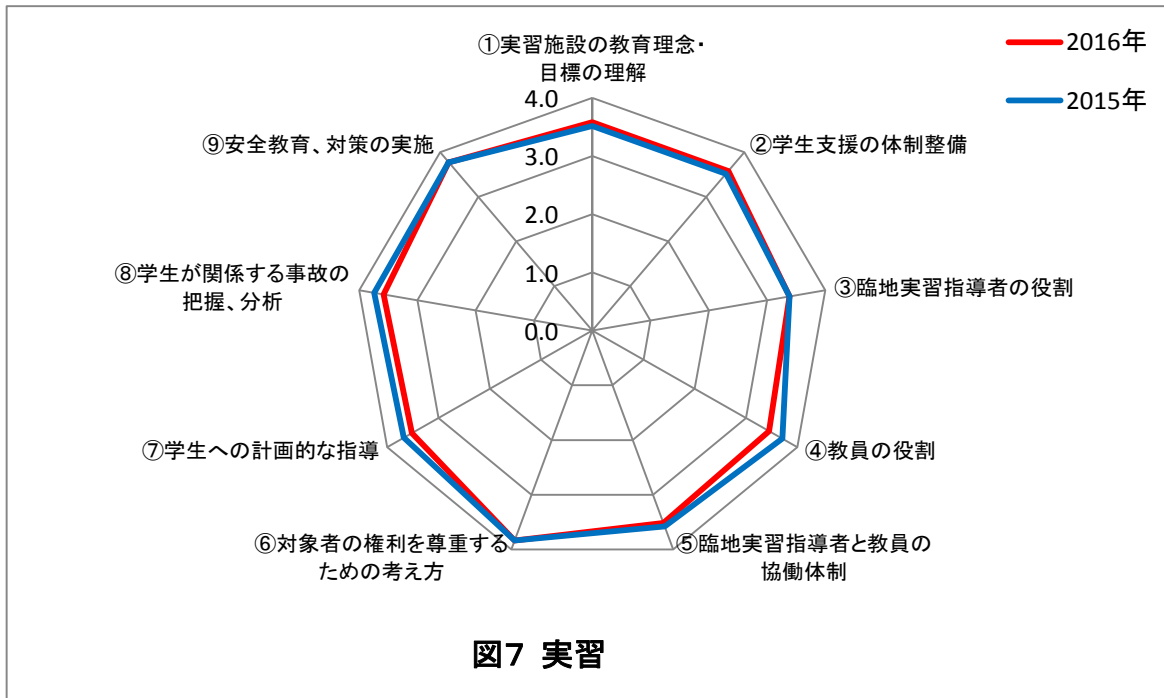 ①実習施設の教育理念・
目標の理解
2016年
2015年
4.0
3.0
2.0
1.0
0.0
②学生支援の体制整備
③臨地実習指導者の役割
④教員の役割
⑤臨地実習指導者と教員の
協働体制
⑥対象者の権利を尊重する
ための考え方
⑦学生への計画的な指導
⑧学生が関係する事故の
把握、分析
⑨安全教育、対策の実施
図7 実習